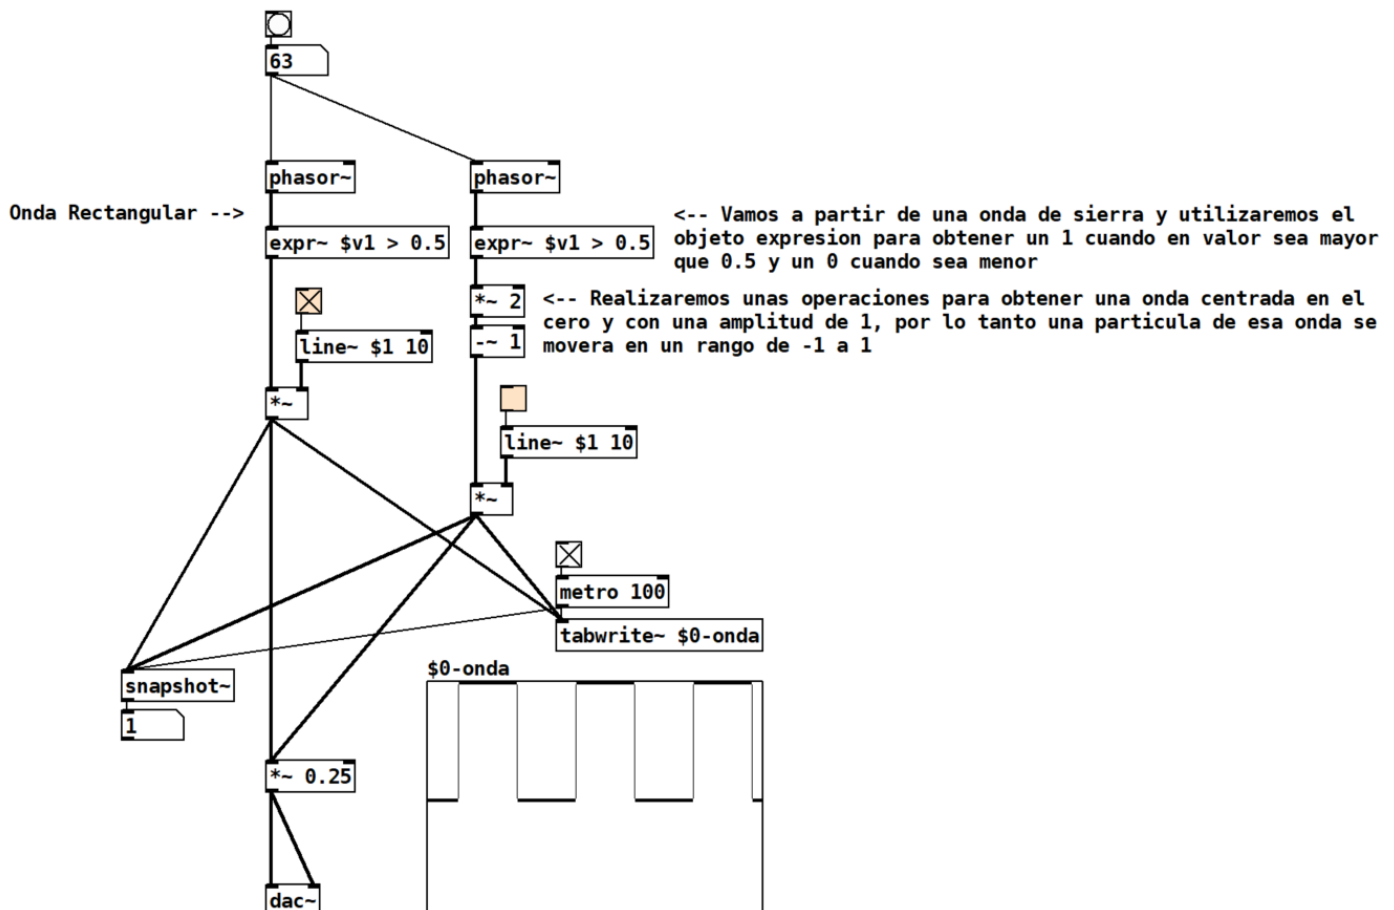 63
phasor~
phasor~
Onda Rectangular -->
<-- Vamos a partir de una onda de sierra y utilizaremos el
objeto expresion para obtener un 1 cuando en valor sea mayor
que 0.5 y un 0 cuando sea menor
expr~ $v1 > 0.5
expr~ $v1 > 0.5
*~ 2
<-- Realizaremos unas operaciones para obtener una onda centrada en el
cero y con una amplitud de 1, por lo tanto una particula de esa onda se
movera en un rango de -1 a 1
-~ 1
line~ $1 10
*~
line~ $1 10
*~
metro 100
tabwrite~ $0-onda
$0-onda
snapshot~
1
*~ 0.25
dac~